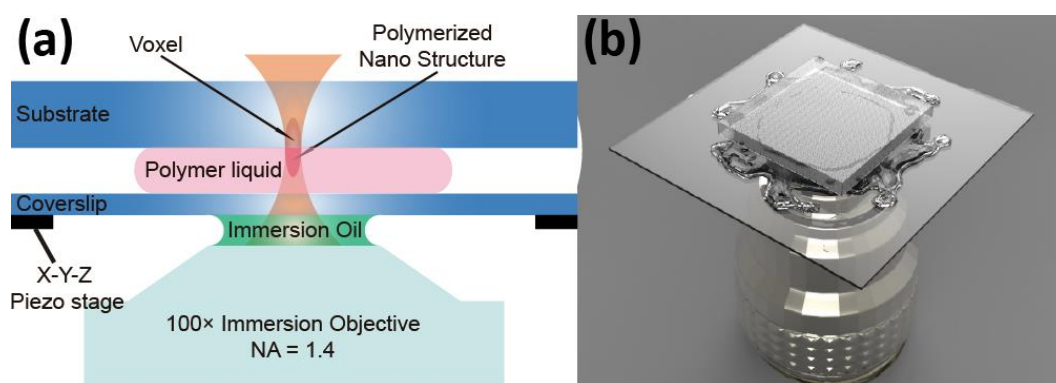 (a)
Voxel
Polymerized
Nano Structure
Substrate
Polymer liquid
Coverslip
Immersion Oil
X-Y-Z
Piezo stage
100× Immersion Objective
NA = 1.4
(b)